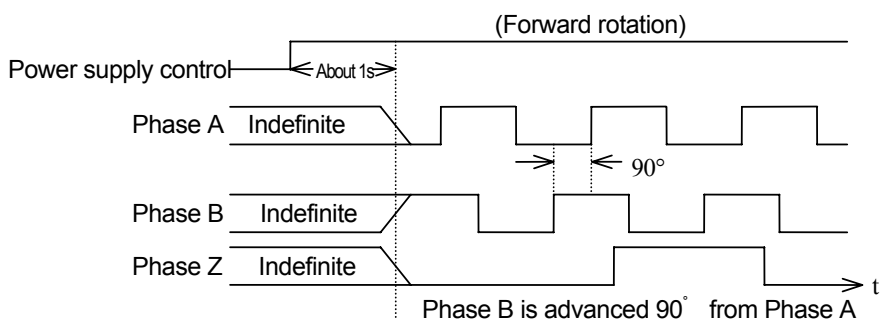 (Forward rotation)
Power supply control
About 1s
Phase A
Indefinite
90°
Phase B
Indefinite
Phase Z
Indefinite
t
Phase B is advanced 90° from Phase A